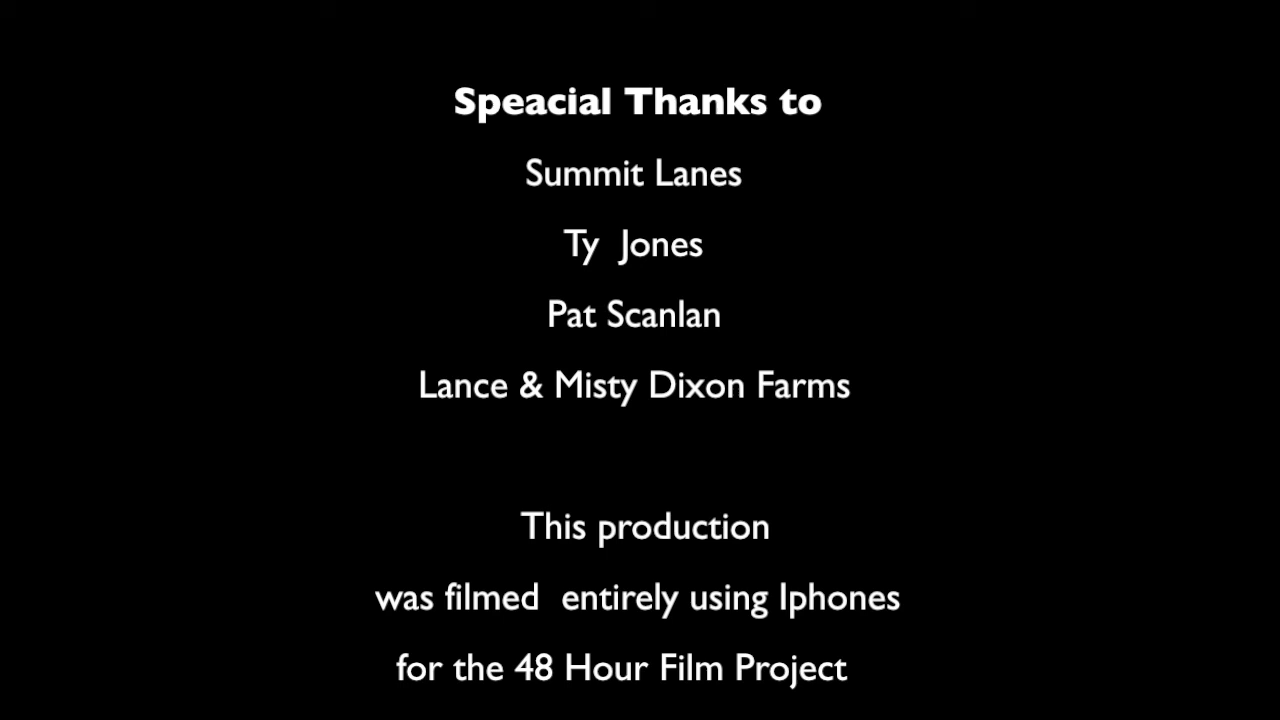 Speacial Thanks to
Summit Lanes
Ty  Jones
Pat Scanlan
Lance & Misty Dixon Farms
This production
was filmed  entirely using Iphones
for the 48 Hour Film Project